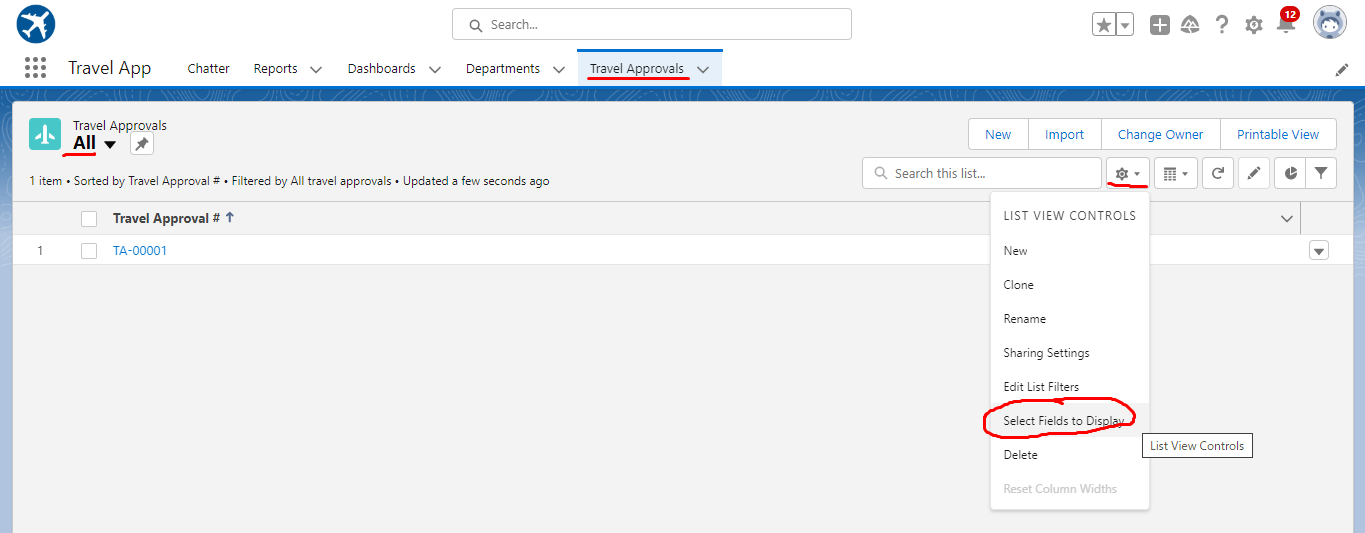 Search...
12
Travel App Chatter Reports Dashboards Departments Travel Approvals
Travel Approvals
All
New Import Change Owner Printable View
1 item • Sorted by Travel Approval # • Filtered by All travel approvals • Updated a few seconds ago
Search this list...
Travel Approval #
1 TA-00001
LIST VIEW CONTROLS
New
Clone
Rename
Sharing Settings
Edit List Filters
Select Fields to Display
List View Controls
Delete
Reset Column Widths